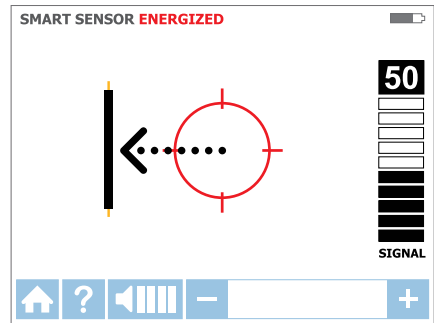 SMART SENSOR ENERGIZED
50
SIGNAL
?
− +